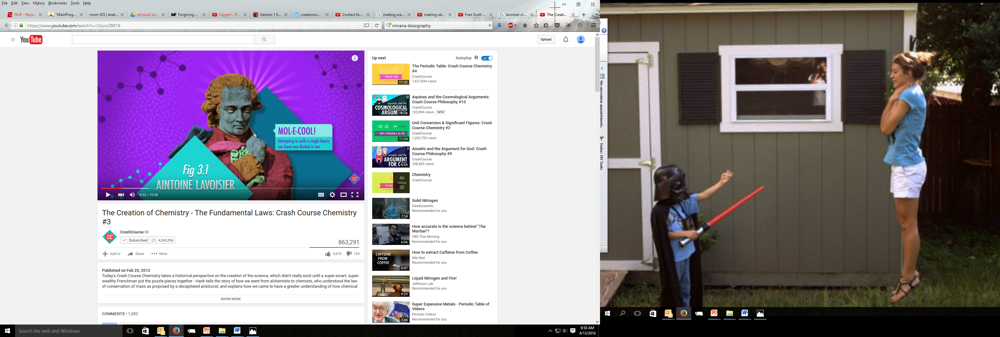 File Edit View History Bookmarks Tools Help
MLB - Majo...
"MainProg...
room 305 | anat...
physical sci...
bF Forgiving ...
Oxygen - P...
Genesis 1 E...
creationis...
Contact Ex...
making wa...
making sal...
Fran Scott ...
lavoisier cr...
The Creati...
https://www.youtube.com/watch?v=QiiyvzZBKT8
nirvana discography
ABP
YouTube
Upload
MOL-E-COOL!
Attempting to unify a single theory
can leave one divided in two.
Fig 3.1
AINTOINE LAVOISIER
CC
0:52 / 10:58
CC
The Creation of Chemistry - The Fundamental Laws: Crash Course Chemistry
#3
CC
CrashCourse
Subscribed 4,240,396
863,291
Add to Share More
9,875 124
Published on Feb 25, 2013
Today's Crash Course Chemistry takes a historical perspective on the creation of the science, which didn't really exist until a super-smart, super-
wealthy Frenchman put the puzzle pieces together - Hank tells the story of how we went from alchemists to chemists, who understood the law
of conservation of mass as proposed by a decapitated aristocrat, and explains how we came to have a greater understanding of how chemical
SHOW MORE
COMMENTS • 1,592
Up next
Autoplay
PERIODIC TABLE
11:22
The Periodic Table: Crash Course Chemistry
#4
CrashCourse
1,627,844 views
10
aquinas, and the
COSMOLOGICAL
10:26
Aquinas and the Cosmological Arguments:
Crash Course Philosophy #10
CrashCourse
102,094 views NEW
UNITS COVERSION & SIG FIGS
11:24
Unit Conversion & Significant Figures: Crash
Course Chemistry #2
CrashCourse
1,202,793 views
9
anselm, and the
ARGUMENT
9:13
Anselm and the Argument for God: Crash
Course Philosophy #9
CrashCourse
258,585 views
46
VIDEOS
Chemistry
CrashCourse
7:14
Solid Nitrogen
FlinnScientific
Recommended for you
6:06
How accurate is the science behind "The
Martian"?
CBS This Morning
Recommended for you
CAFFEINE
FROM
COFFEE
6:47
How to extract Caffeine from Coffee
Nile Red
Recommended for you
8:23
Liquid Nitrogen and Fire!
Jefferson Lab
Recommended for you
7:44
Super Expensive Metals - Periodic Table of
Videos
Periodic Videos
Recommended for you
No upcoming appointments.
Today: 392 Tasks
Search the web and Windows
8:50 AM
4/13/2016